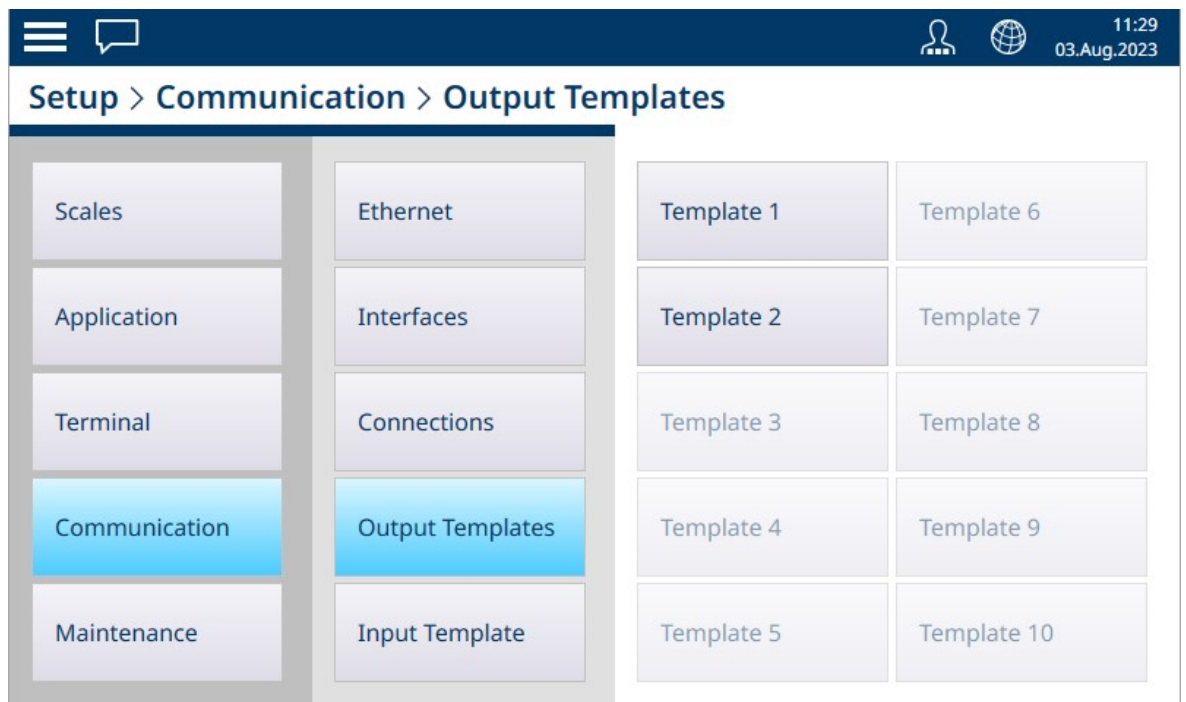 11:29
03.Aug.2023
Setup > Communication > Output Templates
Scales
Ethernet
Template 1
Template 6
Application
Interfaces
Template 2
Template 7
Terminal
Connections
Template 3
Template 8
Communication
Output Templates
Template 4
Template 9
Maintenance
Input Template
Template 5
Template 10